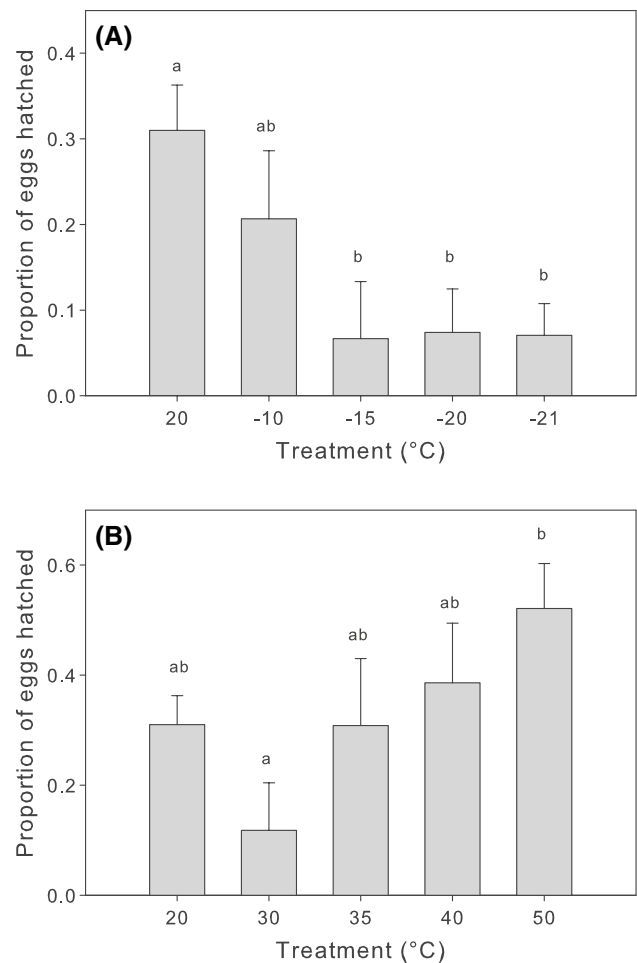 (A)
Proportion of eggs hatched
0.4
0.3
0.2
0.1
0.0
a
ab
b
b
b
20 -10 -15 -20 -21
Treatment (°C)
(B)
Proportion of eggs hatched
0.6
0.4
0.2
0.0
ab
a
ab
ab
b
20 30 35 40 50
Treatment (°C)